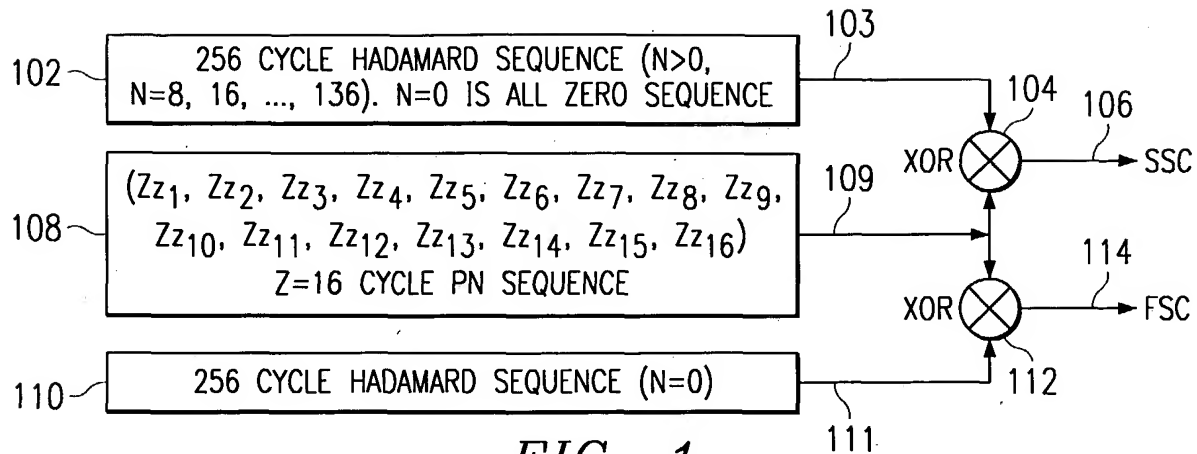 102
256 CYCLE HADAMARD SEQUENCE (N>0,
N=8, 16, ..., 136). N=0 IS ALL ZERO SEQUENCE
103
104
XOR
106
SSC
108
(Zz1, Zz2, Zz3, Zz4, Zz5, Zz6, Zz7, Zz8, Zz9,
Zz10, Zz11, Zz12, Zz13, Zz14, Zz15, Zz16)
Z=16 CYCLE PN SEQUENCE
109
XOR
114
FSC
112
110
256 CYCLE HADAMARD SEQUENCE (N=0)
111